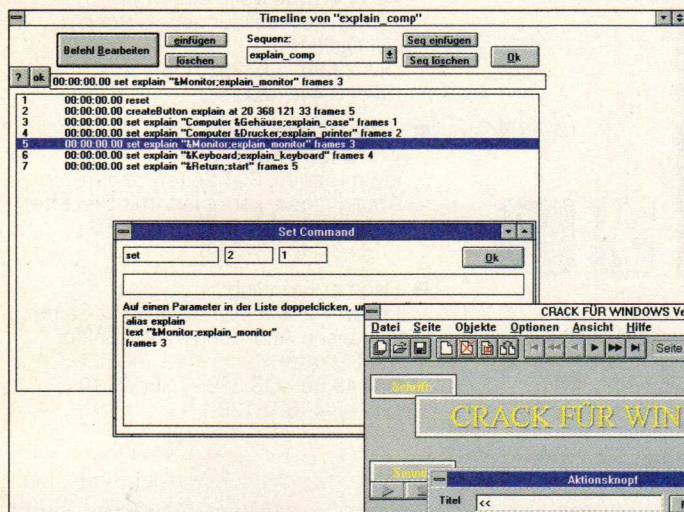 Timeline von "explain_comp"
Befehl Bearbeiten
einfügen
löschen
Sequenz:
explain_comp
Seq einfügen
Seq löschen
Ok
? ok 00:00:00.00 set explain "&Monitor;explain_monitor" frames 3
1 00:00:00.00 reset
2 00:00:00.00 createButton explain at 20 368 121 33 frames 5
3 00:00:00.00 set explain "Computer &Gehäuse;explain_case" frames 1
4 00:00:00.00 set explain "Computer &Drucker;explain_printer" frames 2
5 00:00:00.00 set explain "&Monitor;explain_monitor" frames 3
6 00:00:00.00 set explain "&Keyboard;explain_keyboard" frames 4
7 00:00:00.00 set explain "&Return;start" frames 5
Set Command
set 2 1 Ok
Auf einen Parameter in der Liste doppelclicken,
alias explain
text "&Monitor;explain_monitor"
frames 3
CRACK FÜR WINDOWS
Datei Seite Objekte Optionen Ansicht Hilfe
Seite
Schrift
CRACK FÜR WIN
Aktionsknopf
Titel <<